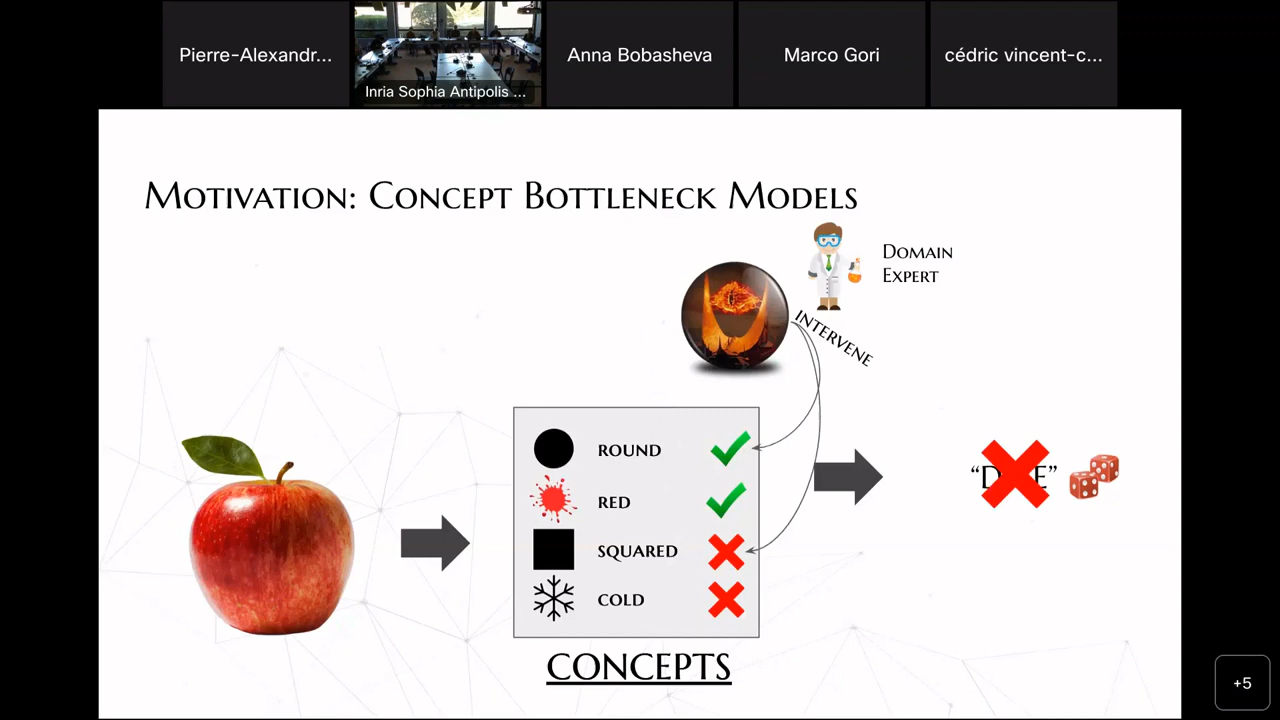 Pierre-Alexandr...
Inria Sophia Antipolis ...
Anna Bobasheva
Marco Gori
cédric vincent-c...
Motivation: Concept Bottleneck Models
Domain
Expert
INTERVENE
ROUND
RED
SQUARED
COLD
CONCEPTS
+5